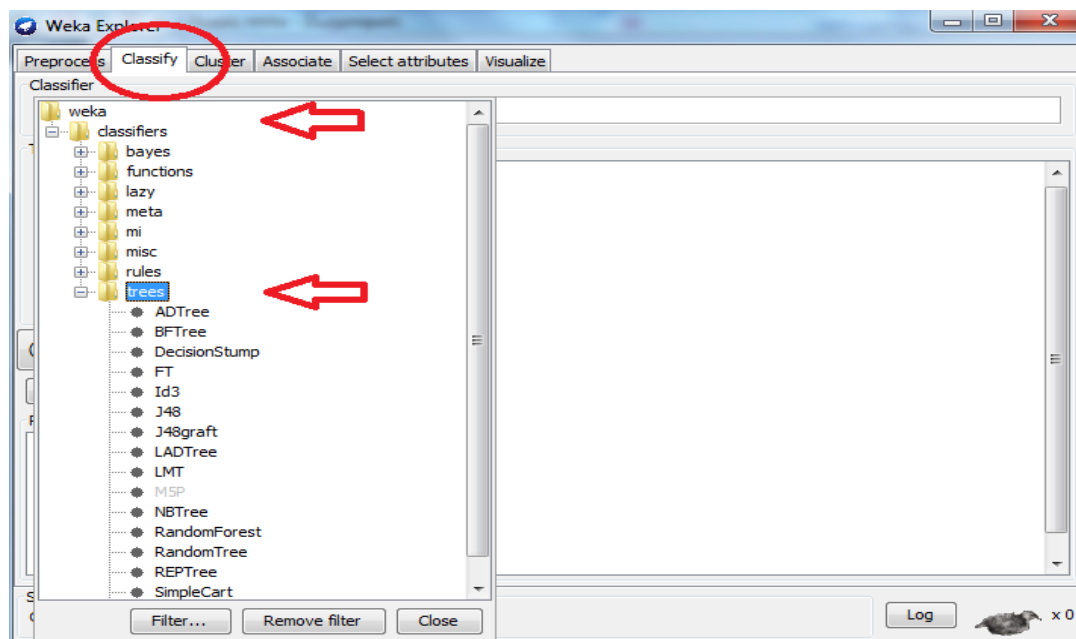 Weka Explorer
Preprocess Classify Cluster Associate Select attributes Visualize
Classifier
weka
classifiers
bayes
functions
lazy
meta
mi
misc
rules
trees
ADTree
BFTree
DecisionStump
FT
Id3
J48
J48graft
LADTree
LMT
M5P
NBTree
RandomForest
RandomTree
REPTree
SimpleCart
Filter... Remove filter Close
Log x 0